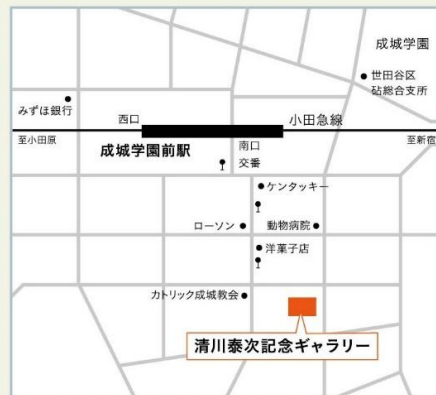 成城学園
世田谷区
砧総合支所
みずほ銀行
西口
小田急線
至小田原
成城学園前駅
南口
至新宿
交番
ケンタッキー
ローソン
動物病院
洋菓子店
カトリック成城教会
清川泰次記念ギャラリー